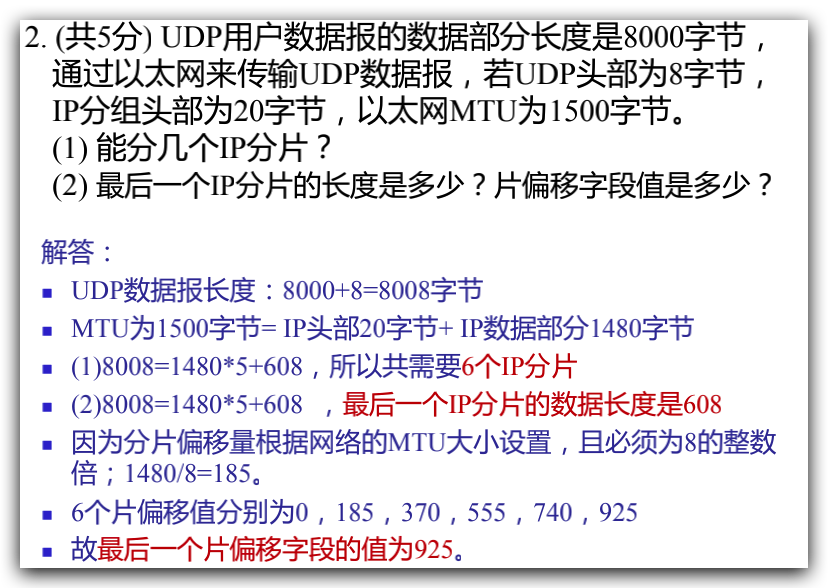 2. (共5分) UDP用户数据报的数据部分长度是8000字节，
通过以太网来传输UDP数据报，若UDP头部为8字节，
IP分组头部为20字节，以太网MTU为1500字节。
(1) 能分几个IP分片？
(2) 最后一个IP分片的长度是多少？片偏移字段值是多少？
解答：
▪ UDP数据报长度：8000+8=8008字节
▪ MTU为1500字节= IP头部20字节+ IP数据部分1480字节
▪ (1)8008=1480*5+608，所以共需要6个IP分片
▪ (2)8008=1480*5+608 ，最后一个IP分片的数据长度是608
▪ 因为分片偏移量根据网络的MTU大小设置，且必须为8的整数
倍；1480/8=185。
▪ 6个片偏移值分别为0，185，370，555，740，925
▪ 故最后一个片偏移字段的值为925。